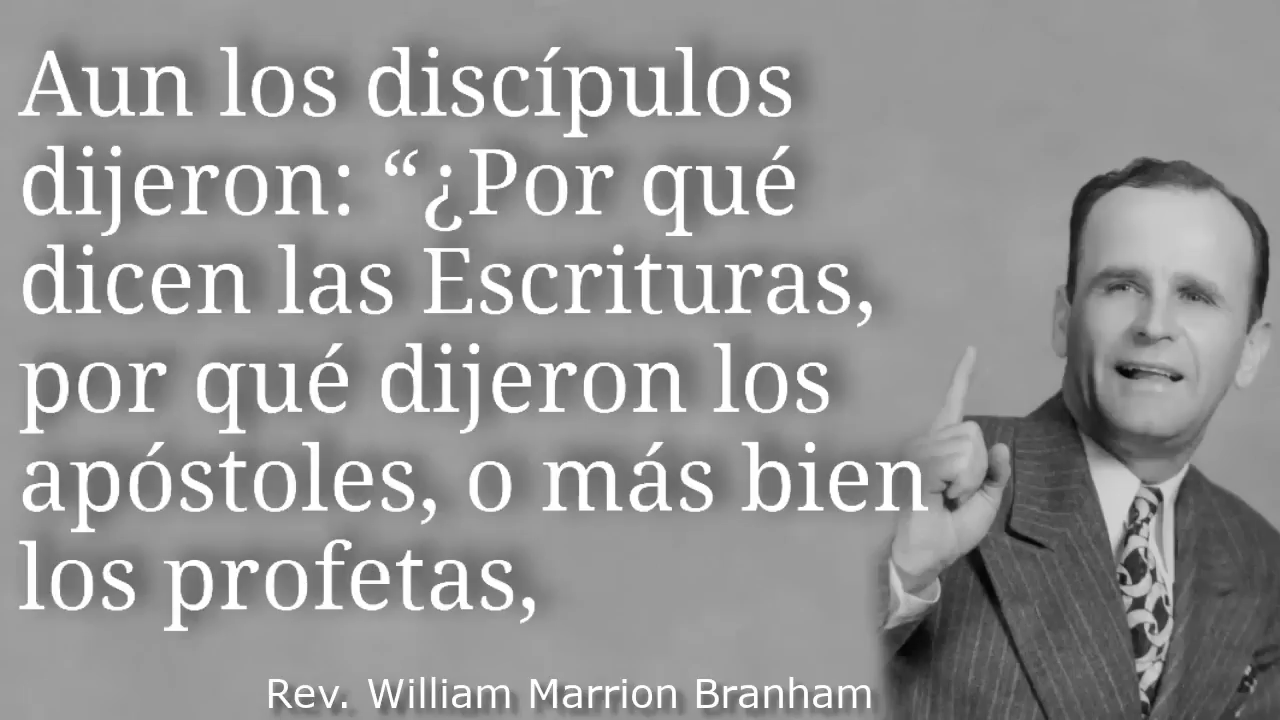 Aun los discípulos
dijeron: “¿Por qué
dicen las Escrituras,
por qué dijeron los
apóstoles, o más bien
los profetas,
Rev. William Marrion Branham